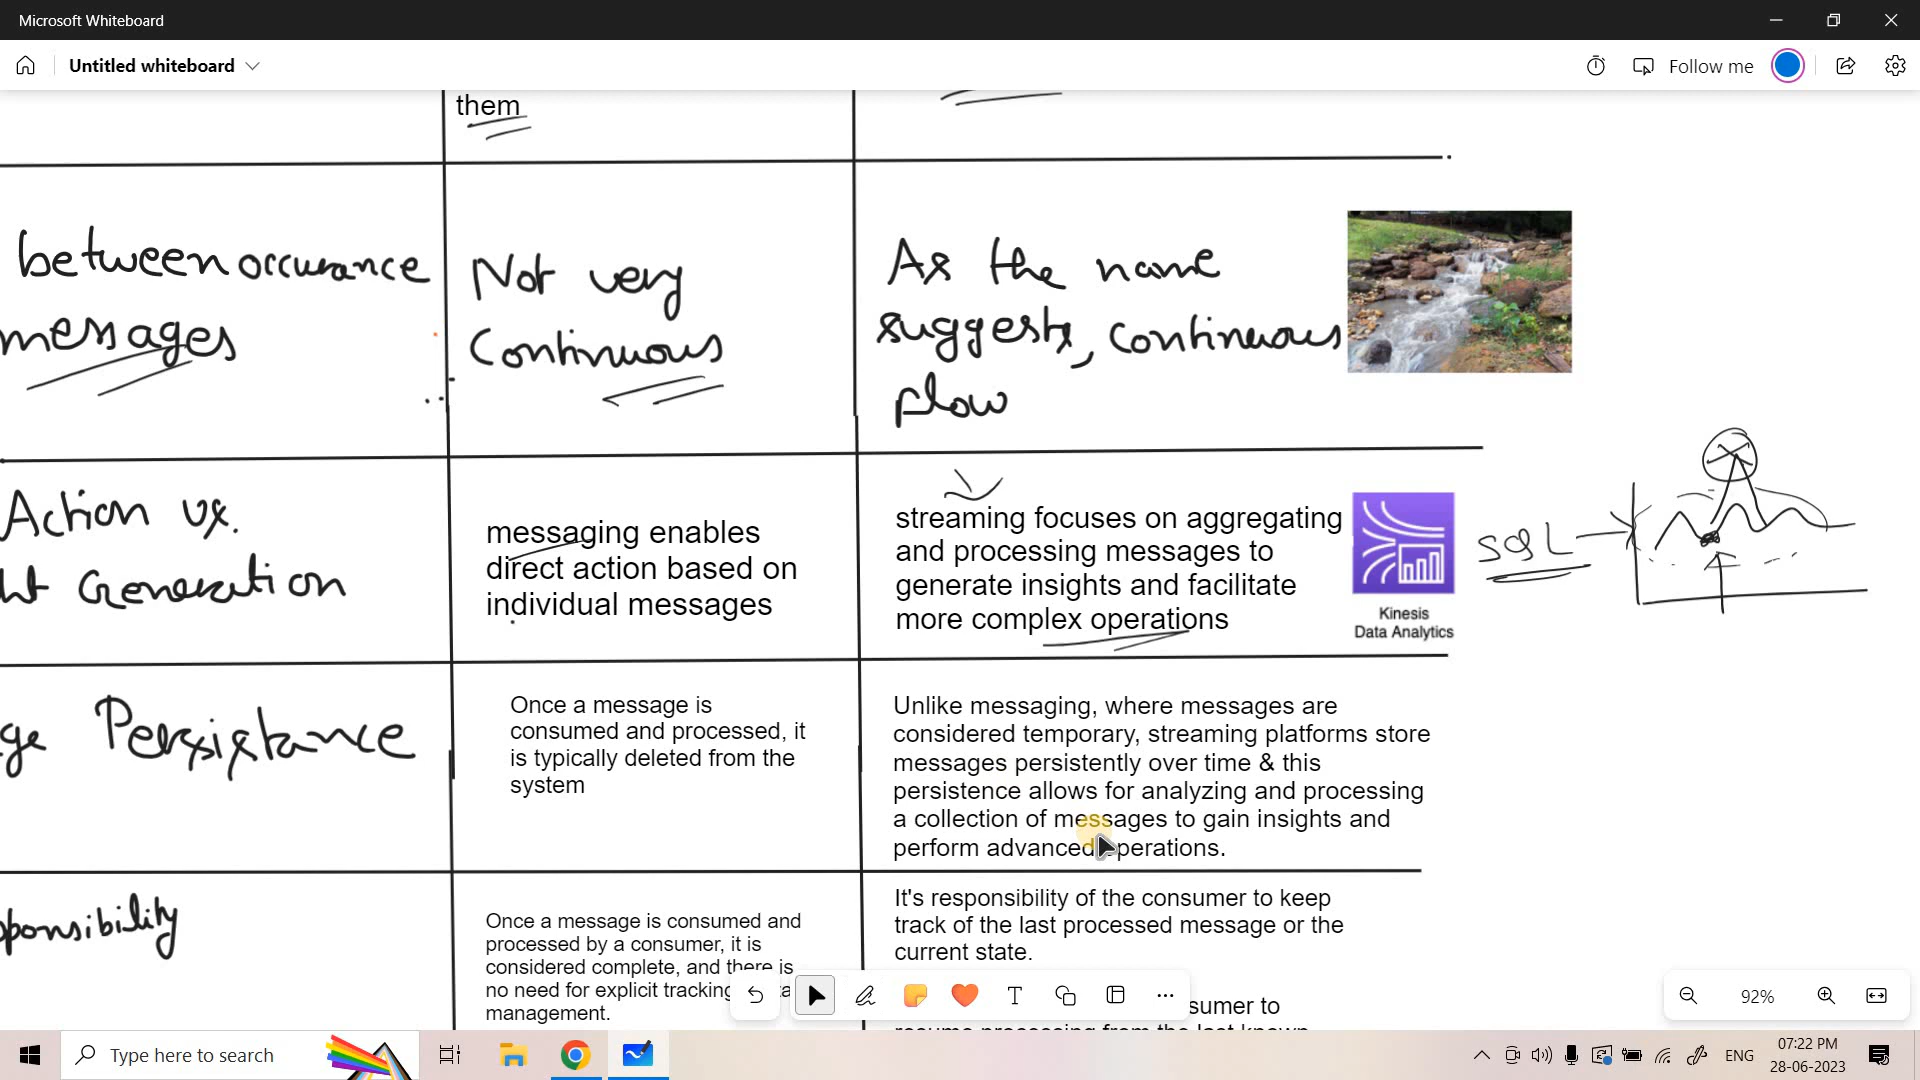 Microsoft Whiteboard
Untitled whiteboard
Follow me
them
between occurance
messages
Not very
Continuous
As the name
suggests, continuous
flow
Action vs.
Generation
messaging enables
direct action based on
individual messages
streaming focuses on aggregating
and processing messages to
generate insights and facilitate
more complex operations
Kinesis
Data Analytics
SQL
Persistance
Once a message is
consumed and processed, it
is typically deleted from the
system
Unlike messaging, where messages are
considered temporary, streaming platforms store
messages persistently over time & this
persistence allows for analyzing and processing
a collection of messages to gain insights and
perform advanced operations.
ponsibility
Once a message is consumed and
processed by a consumer, it is
considered complete, and there is
no need for explicit tracking
management.
It's responsibility of the consumer to keep
track of the last processed message or the
current state.
sumer to
92%
Type here to search
ENG
07:22 PM
28-06-2023